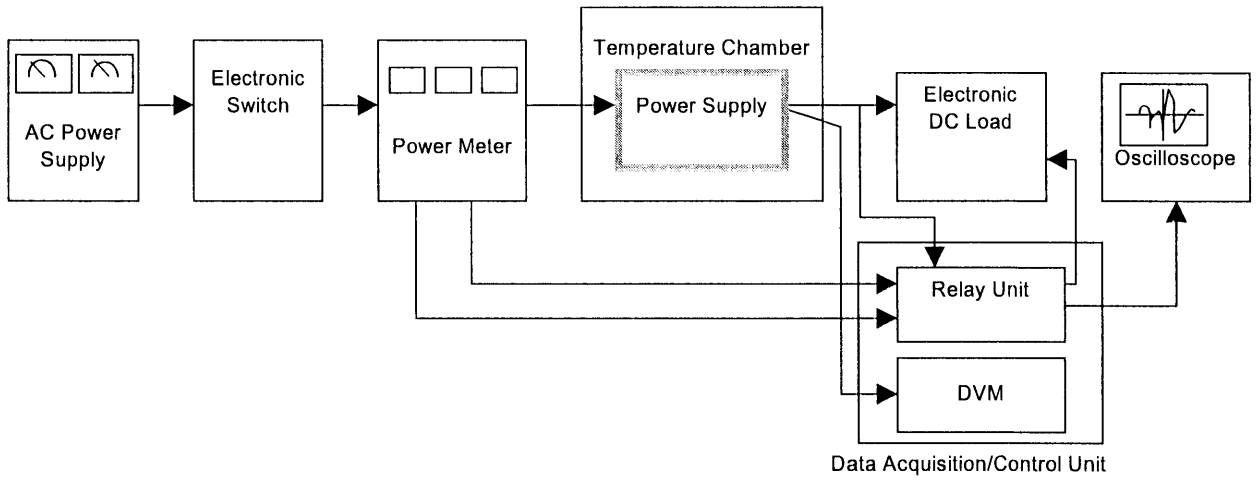 AC Power
Supply
Electronic
Switch
Power Meter
Temperature Chamber
Power Supply
Electronic
DC Load
Oscilloscope
Relay Unit
DVM
Data Acquisition/Control Unit